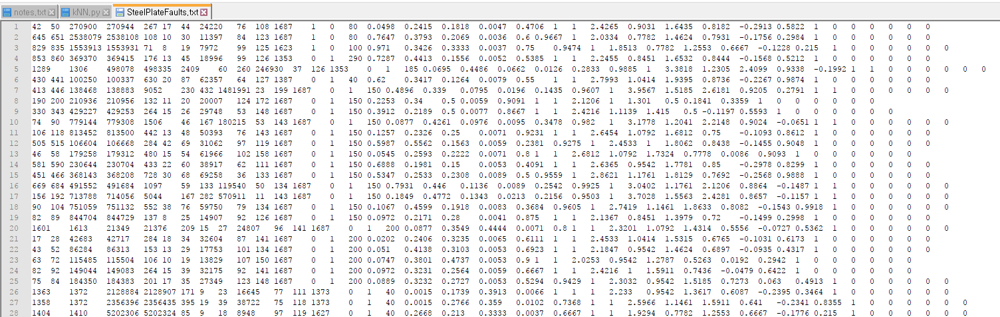 notes.txt kNN.py SteelPlateFaults.txt
1 42 50 270900 270944 267 17 44 24220 76 108 1687 1 0 80 0.0498 0.2415 0.1818 0.0047 0.4706 1 1 2.4265 0.9031 1.6435 0.8182 -0.2913 0.5822 1 0 0 0 0 0 0
2 645 651 2538079 2538108 108 10 30 11397 84 123 1687 1 0 80 0.7647 0.3793 0.2069 0.0036 0.6 0.9667 1 2.0334 0.7782 1.4624 0.7931 -0.1756 0.2984 1 0 0 0 0 0 0
3 829 835 1553913 1553931 71 8 19 7972 99 125 1623 1 0 100 0.971 0.3426 0.3333 0.0037 0.75 0.9474 1 1.8513 0.7782 1.2553 0.6667 -0.1228 0.215 1 0 0 0 0 0 0
4 853 860 369370 369415 176 13 45 18996 99 126 1353 0 1 290 0.7287 0.4413 0.1556 0.0052 0.5385 1 1 2.2455 0.8451 1.6532 0.8444 -0.1568 0.5212 1 0 0 0 0 0 0
5 1289 1306 498078 498335 2409 60 260 246930 37 126 1353 0 1 185 0.0695 0.4486 0.0662 0.0126 0.2833 0.9885 1 3.3818 1.2305 2.4099 0.9338 -0.1992 1 1 0 0 0 0 0 0
6 430 441 100250 100337 630 20 87 62357 64 127 1387 0 1 40 0.62 0.3417 0.1264 0.0079 0.55 1 1 2.7993 1.0414 1.9395 0.8736 -0.2267 0.9874 1 0 0 0 0 0 0
7 413 446 138468 138883 9052 230 432 1481991 23 199 1687 0 1 150 0.4896 0.339 0.0795 0.0196 0.1435 0.9607 1 3.9567 1.5185 2.6181 0.9205 0.2791 1 1 0 0 0 0 0 0
8 190 200 210936 210956 132 11 20 20007 124 172 1687 0 1 150 0.2253 0.34 0.5 0.0059 0.9091 1 1 2.1206 1 1.301 0.5 0.1841 0.3359 1 0 0 0 0 0 0
9 330 343 429227 429253 264 15 26 29748 53 148 1687 0 1 150 0.3912 0.2189 0.5 0.0077 0.8667 1 1 2.4216 1.1139 1.415 0.5 -0.1197 0.5593 1 0 0 0 0 0 0
10 74 90 779144 779308 1506 46 167 180215 53 143 1687 0 1 150 0.0877 0.4261 0.0976 0.0095 0.3478 0.982 1 3.1778 1.2041 2.2148 0.9024 -0.0651 1 1 0 0 0 0 0 0
11 106 118 813452 813500 442 13 48 50393 76 143 1687 0 1 150 0.1257 0.2326 0.25 0.0071 0.9231 1 1 2.6454 1.0792 1.6812 0.75 -0.1093 0.8612 1 0 0 0 0 0 0
12 505 515 106604 106668 284 42 69 31062 97 119 1687 0 1 150 0.5987 0.5562 0.1563 0.0059 0.2381 0.9275 1 2.4533 1 1.8062 0.8438 -0.1455 0.9048 1 0 0 0 0 0 0
13 46 58 179258 179312 480 15 54 61966 102 158 1687 0 1 150 0.0545 0.2593 0.2222 0.0071 0.8 1 1 2.6812 1.0792 1.7324 0.7778 0.0086 0.9093 1 0 0 0 0 0 0
14 581 590 230644 230704 433 22 60 38917 62 111 1687 0 1 150 0.6888 0.1981 0.15 0.0053 0.4091 1 1 2.6365 0.9542 1.7781 0.85 -0.2978 0.8299 1 0 0 0 0 0 0
15 451 466 368143 368208 728 30 68 69258 36 133 1687 0 1 150 0.5347 0.2533 0.2308 0.0089 0.5 0.9559 1 2.8621 1.1761 1.8129 0.7692 -0.2568 0.9888 1 0 0 0 0 0 0
16 669 684 491552 491684 1097 59 133 119540 50 134 1687 0 1 150 0.7931 0.446 0.1136 0.0089 0.2542 0.9925 1 3.0402 1.1761 2.1206 0.8864 -0.1487 1 1 0 0 0 0 0 0
17 156 192 713788 714056 5044 167 282 570911 11 143 1687 0 1 150 0.1849 0.4772 0.1343 0.0213 0.2156 0.9503 1 3.7028 1.5563 2.4281 0.8657 -0.1157 1 1 0 0 0 0 0 0
18 90 104 751059 751132 552 38 76 59750 79 134 1687 0 1 150 0.1067 0.4599 0.1918 0.0083 0.3684 0.9605 1 2.7419 1.1461 1.8633 0.8082 -0.1543 0.9918 1 0 0 0 0 0 0
19 82 89 844704 844729 137 8 25 14907 92 126 1687 0 1 150 0.0972 0.2171 0.28 0.0041 0.875 1 1 2.1367 0.8451 1.3979 0.72 -0.1499 0.2998 1 0 0 0 0 0 0
20 1601 1613 21349 21376 209 15 27 24807 96 141 1687 0 1 200 0.0877 0.3549 0.4444 0.0071 0.8 1 1 2.3201 1.0792 1.4314 0.5556 -0.0727 0.5362 1 0 0 0 0 0 0
21 17 28 42683 42717 284 18 34 32604 87 141 1687 0 1 200 0.0202 0.2406 0.3235 0.0065 0.6111 1 1 2.4533 1.0414 1.5315 0.6765 -0.1031 0.6173 1 0 0 0 0 0 0
22 43 52 86284 86313 153 13 29 17753 101 134 1687 0 1 200 0.051 0.4138 0.3103 0.0053 0.6923 1 1 2.1847 0.9542 1.4624 0.6897 -0.0935 0.4317 1 0 0 0 0 0 0
23 63 72 115485 115504 106 10 19 13829 107 150 1687 0 1 200 0.0747 0.3801 0.4737 0.0053 0.9 1 1 2.0253 0.9542 1.2787 0.5263 0.0192 0.2942 1 0 0 0 0 0 0
24 82 92 149044 149083 264 15 39 32175 92 141 1687 0 1 200 0.0972 0.3231 0.2564 0.0059 0.6667 1 1 2.4216 1 1.5911 0.7436 -0.0479 0.6422 1 0 0 0 0 0 0
25 75 84 184350 184383 201 17 35 27349 123 148 1687 0 1 200 0.0889 0.3232 0.2727 0.0053 0.5294 0.9429 1 2.3032 0.9542 1.5185 0.7273 0.063 0.4913 1 0 0 0 0 0 0
26 1363 1372 2128884 2128907 171 9 23 16645 77 111 1373 0 1 40 0.0015 0.1739 0.3913 0.0066 1 1 1 2.233 0.9542 1.3617 0.6087 -0.2395 0.3464 1 0 0 0 0 0 0
27 1358 1372 2356396 2356435 395 19 39 38722 75 118 1373 0 1 40 0.0015 0.2766 0.359 0.0102 0.7368 1 1 2.5966 1.1461 1.5911 0.641 -0.2341 0.8355 1 0 0 0 0 0 0
28 1404 1410 5202306 5202324 85 9 18 8948 97 119 1627 0 1 40 0.2668 0.213 0.3333 0.0037 0.6667 1 1 1.9294 0.7782 1.2553 0.6667 -0.1776 0.215 1 0 0 0 0 0 0